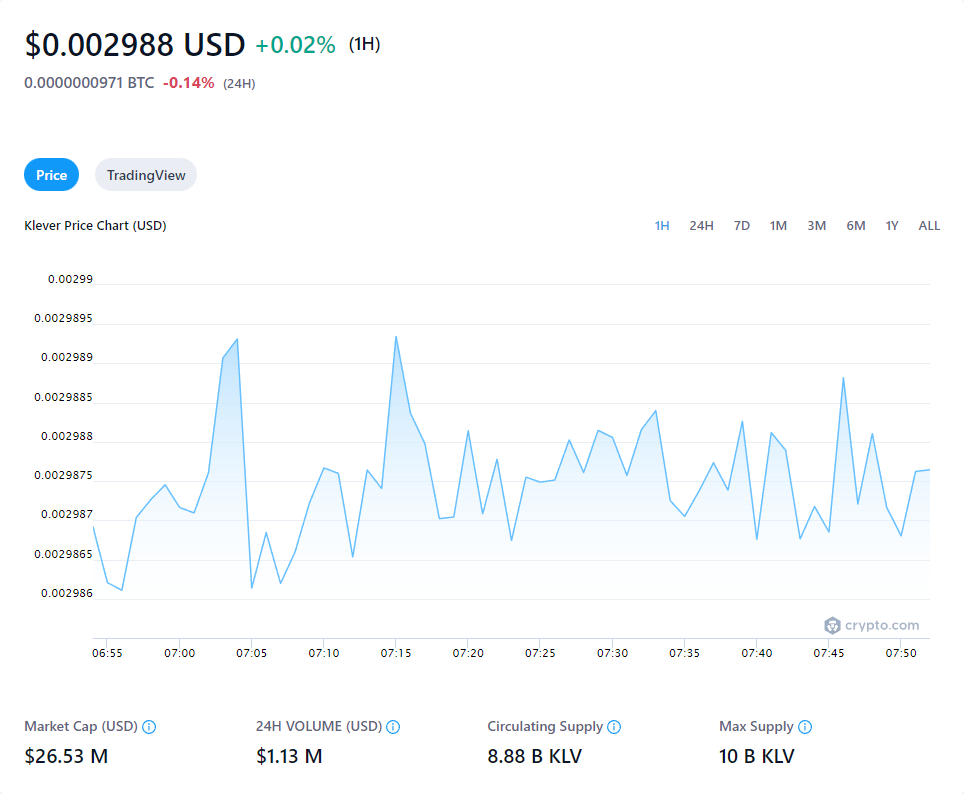 $0.002988 USD +0.02% (1H)
0.0000000971 BTC -0.14% (24H)
Price TradingView
Klever Price Chart (USD) 1H 24H 7D 1M 3M 6M 1Y ALL
0.00299
0.0029895
0.002989
0.0029885
0.002988
0.0029875
0.002987
0.0029865
0.002986
crypto.com
06:55 07:00 07:05 07:10 07:15 07:20 07:25 07:30 07:35 07:40 07:45 07:50
Market Cap (USD) 24H VOLUME (USD) Circulating Supply Max Supply
$26.53 M $1.13 M 8.88 B KLV 10 B KLV